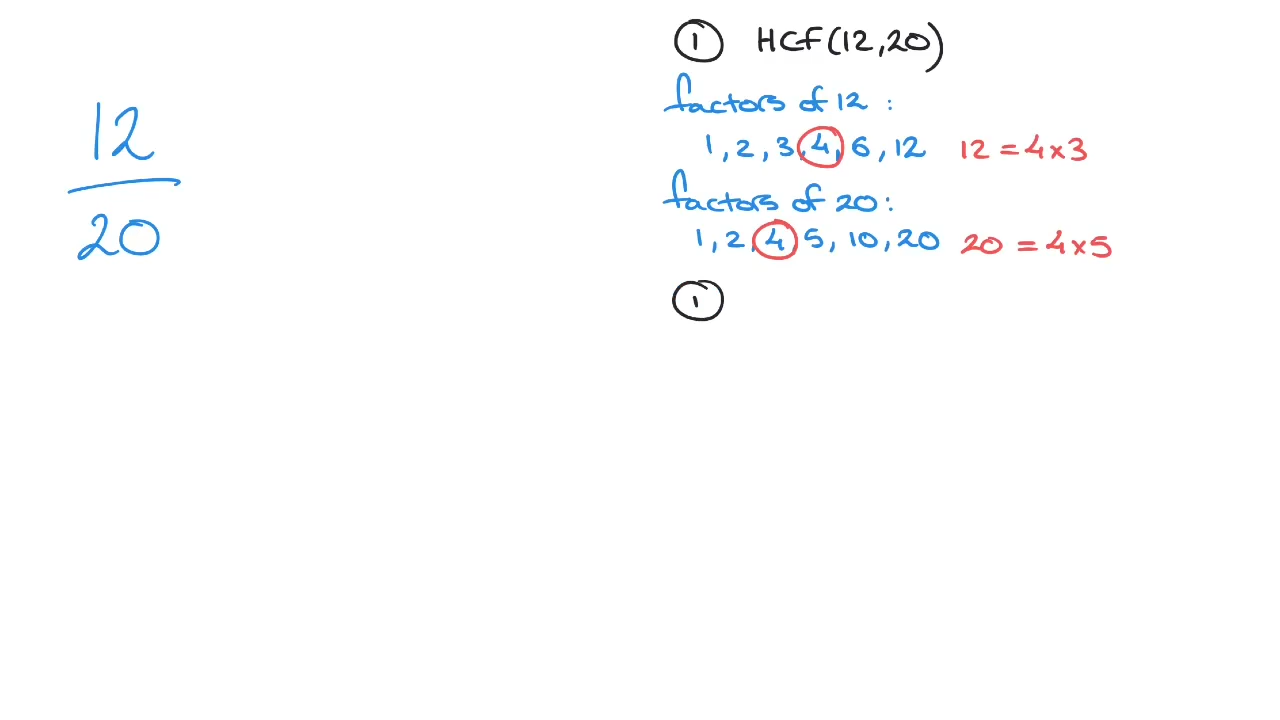 12
20
① HCF(12,20)
factors of 12 :
1, 2, 3, 4, 6, 12 12 = 4×3
factors of 20:
1, 2, 4, 5, 10, 20 20 = 4×5
①